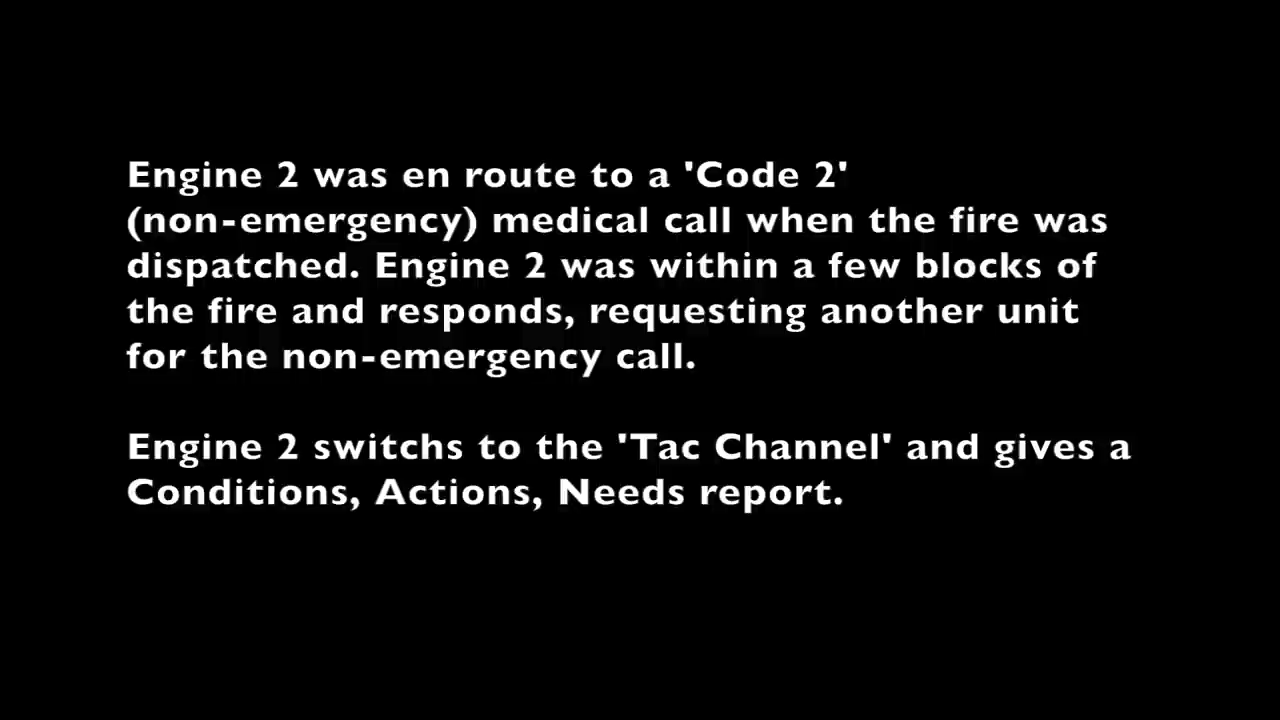 Engine 2 was en route to a 'Code 2'
(non-emergency) medical call when the fire was
dispatched. Engine 2 was within a few blocks of
the fire and responds, requesting another unit
for the non-emergency call.
Engine 2 switchs to the 'Tac Channel' and gives a
Conditions, Actions, Needs report.